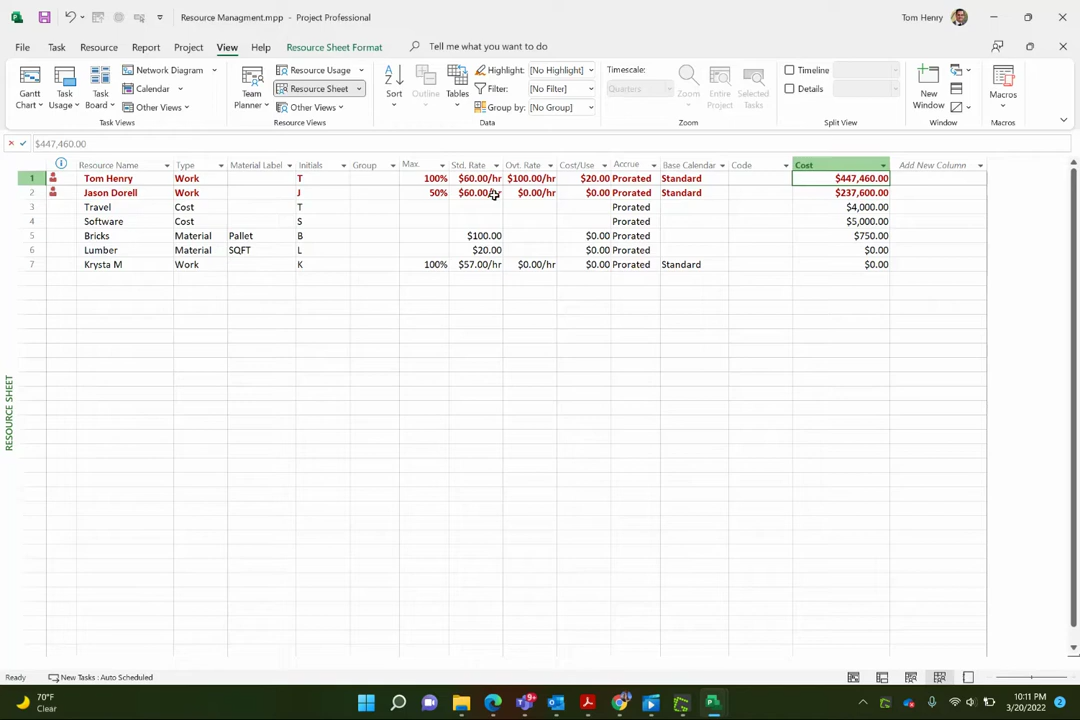 Resource Managment.mpp - Project Professional
Tom Henry
File Task Resource Report Project View Help Resource Sheet Format Tell me what you want to do
Gantt Chart Task Usage Task Board
Network Diagram
Calendar
Other Views
Task Views
Team Planner
Resource Usage
Resource Sheet
Other Views
Resource Views
Sort Outline Tables
Highlight: [No Highlight]
Filter: [No Filter]
Group by: [No Group]
Data
Timescale:
Quarters
Zoom Entire Project Selected Tasks
Zoom
Timeline
Details
Split View
New Window
Macros
Macros
$447,460.00
Resource Name Type Material Label Initials Group Max. Std. Rate Ovt. Rate Cost/Use Accrue Base Calendar Code Cost Add New Column
1 Tom Henry Work T 100% $60.00/hr $100.00/hr $20.00 Prorated Standard $447,460.00
2 Jason Dorell Work J 50% $60.00/hr $0.00/hr $0.00 Prorated Standard $237,600.00
3 Travel Cost T Prorated $4,000.00
4 Software Cost S Prorated $5,000.00
5 Bricks Material Pallet B $100.00 $0.00 Prorated $750.00
6 Lumber Material SQFT L $20.00 $0.00 Prorated $0.00
7 Krysta M Work K 100% $57.00/hr $0.00/hr $0.00 Prorated Standard $0.00
RESOURCE SHEET
Ready New Tasks : Auto Scheduled
70°F
Clear
10:11 PM
3/20/2022
2